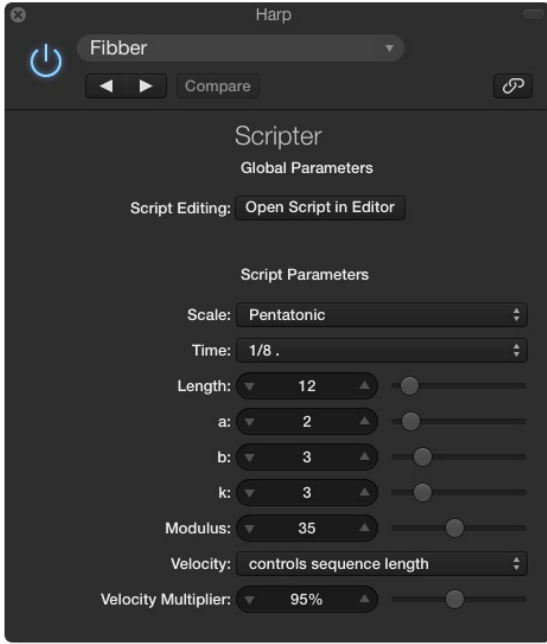 Harp
Fibber
Compare
Scripter
Global Parameters
Script Editing: Open Script in Editor
Script Parameters
Scale: Pentatonic
Time: 1/8 .
Length: 12
a: 2
b: 3
k: 3
Modulus: 35
Velocity: controls sequence length
Velocity Multiplier: 95%